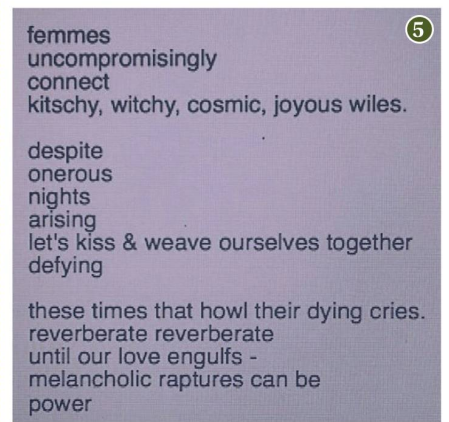 5
femmes
uncompromisingly
connect
kitschy, witchy, cosmic, joyous wiles.
despite
onerous
nights
arising
let's kiss & weave ourselves together
defying
these times that howl their dying cries.
reverberate reverberate
until our love engulfs -
melancholic raptures can be
power